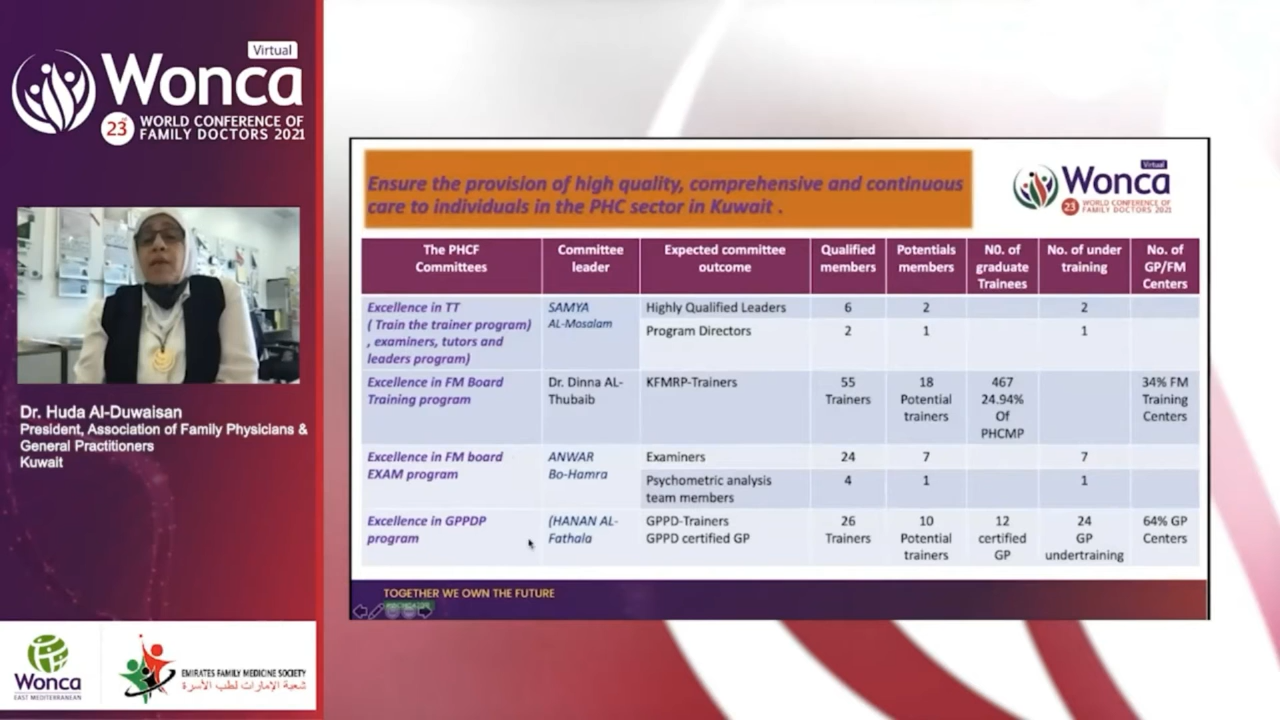 Virtual
Wonca
23rd WORLD CONFERENCE OF
FAMILY DOCTORS 2021
Dr. Huda Al-Duwaisan
President, Association of Family Physicians &
General Practitioners
Kuwait
Wonca
EAST MEDITERRANEAN
EMIRATES FAMILY MEDICINE SOCIETY
شعبة الإمارات لطب الأسرة
Ensure the provision of high quality, comprehensive and continuous
care to individuals in the PHC sector in Kuwait .
Virtual
Wonca
23 WORLD CONFERENCE OF
FAMILY DOCTORS 2021
The PHCF
Committees
Committee
leader
Expected committee
outcome
Qualified
members
Potentials
members
N0. of
graduate
Trainees
No. of under
training
No. of
GP/FM
Centers
Excellence in TT
( Train the trainer program)
, examiners, tutors and
leaders program)
SAMYA
AL-Mosalam
Highly Qualified Leaders
6
2
2
Program Directors
2
1
1
Excellence in FM Board
Training program
Dr. Dinna AL-
Thubaib
KFMRP-Trainers
55
Trainers
18
Potential
trainers
467
24.94%
Of
PHCMP
34% FM
Training
Centers
Excellence in FM board
EXAM program
ANWAR
Bo-Hamra
Examiners
24
7
7
Psychometric analysis
team members
4
1
1
Excellence in GPPDP
program
(HANAN AL-
Fathala
GPPD-Trainers
GPPD certified GP
26
Trainers
10
Potential
trainers
12
certified
GP
24
GP
undertraining
64% GP
Centers
TOGETHER WE OWN THE FUTURE